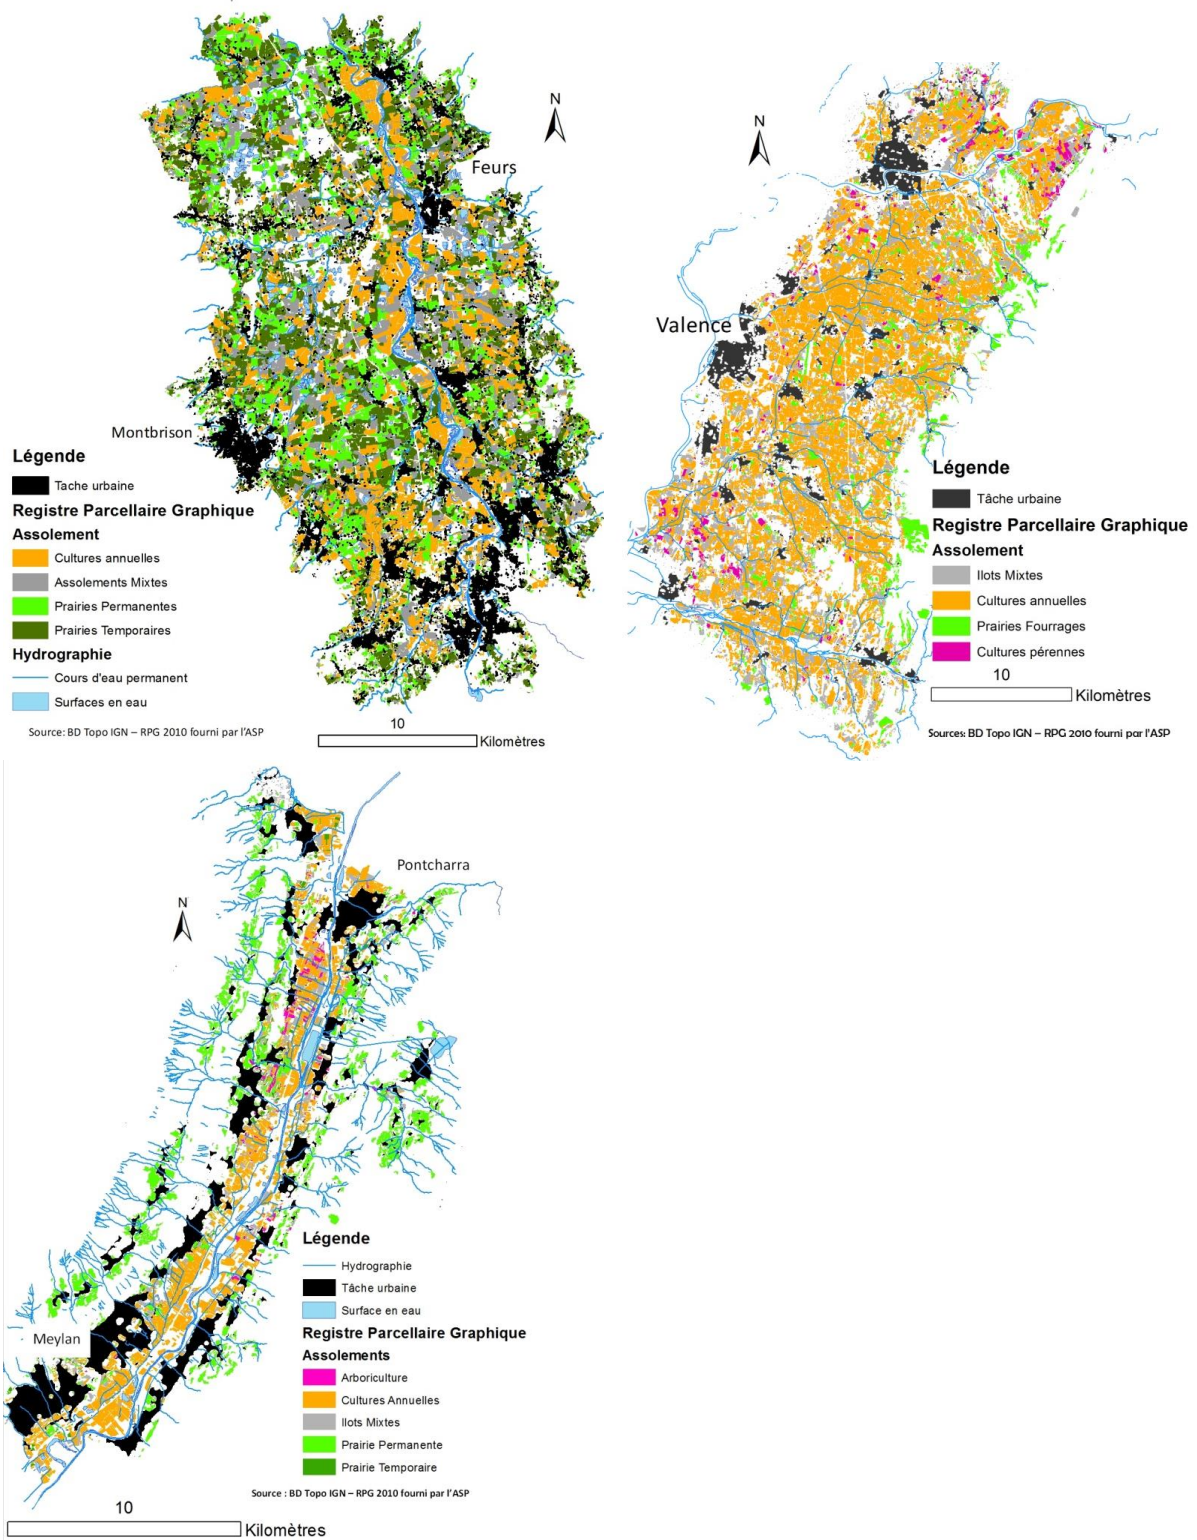 N
Feurs
Montbrison
Légende
Tache urbaine
Registre Parcellaire Graphique
Assolement
Cultures annuelles
Assolements Mixtes
Prairies Permanentes
Prairies Temporaires
Hydrographie
Cours d'eau permanent
Surfaces en eau
Source: BD Topo IGN – RPG 2010 fourni par l'ASP
10
Kilomètres
N
Valence
Légende
Tâche urbaine
Registre Parcellaire Graphique
Assolement
Ilots Mixtes
Cultures annuelles
Prairies Fourrages
Cultures pérennes
10
Kilomètres
Sources: BD Topo IGN – RPG 2010 fourni par l'ASP
N
Pontcharra
Meylan
Légende
Hydrographie
Tâche urbaine
Surface en eau
Registre Parcellaire Graphique
Assolements
Arboriculture
Cultures Annuelles
Ilots Mixtes
Prairie Permanente
Prairie Temporaire
Source : BD Topo IGN – RPG 2010 fourni par l'ASP
10
Kilomètres